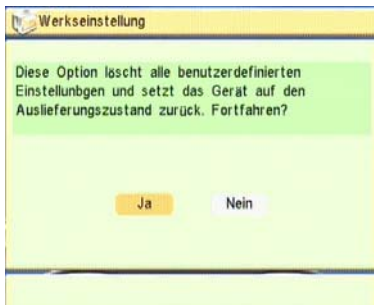 Werkseinstellung
Diese Option löscht alle benutzerdefinierten
Einstellunbgen und setzt das Gerät auf den
Auslieferungszustand zurück. Fortfahren?
Ja Nein